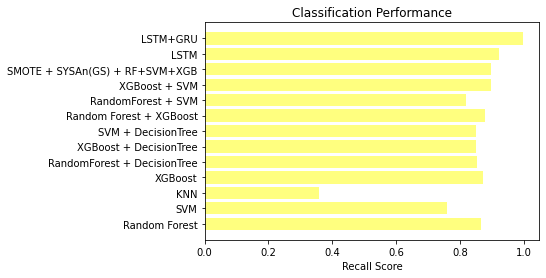 Classification Performance
LSTM+GRU
LSTM
SMOTE + SYSAn(GS) + RF+SVM+XGB
XGBoost + SVM
RandomForest + SVM
Random Forest + XGBoost
SVM + DecisionTree
XGBoost + DecisionTree
RandomForest + DecisionTree
XGBoost
KNN
SVM
Random Forest
0.0 0.2 0.4 0.6 0.8 1.0
Recall Score